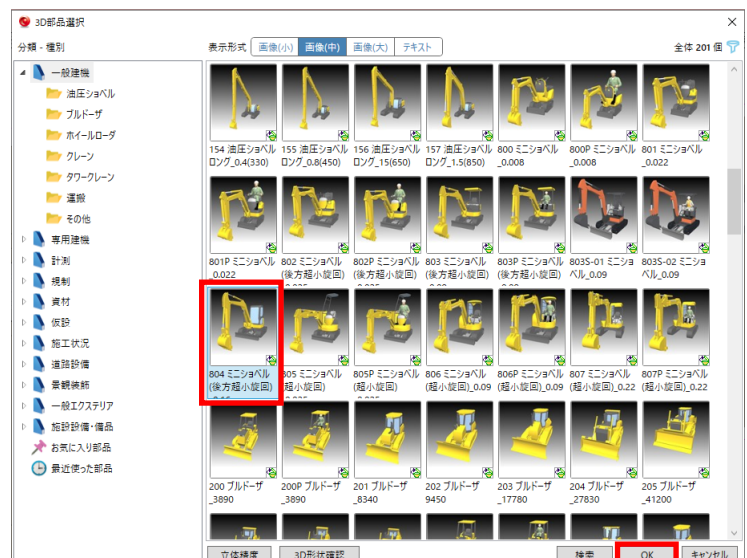 3D部品選択
分類 - 種別
表示形式 画像(小) 画像(中) 画像(大) テキスト
全体 201 個
一般建機
油圧ショベル
ブルドーザ
ホイールローダ
クレーン
タワークレーン
運搬
その他
専用建機
計測
規制
資材
仮設
施工状況
道路設備
景観装飾
一般エクステリア
施設設備・備品
お気に入り部品
最近使った部品
154 油圧ショベル
ロング_0.4(330)
155 油圧ショベル
ロング_0.8(450)
156 油圧ショベル
ロング_15(650)
157 油圧ショベル
ロング_1.5(850)
800 ミニショベル
_0.008
800P ミニショベル
_0.008
801 ミニショベル
_0.022
801P ミニショベル
_0.022
802 ミニショベル
(後方超小旋回)
802P ミニショベル
(後方超小旋回)
803 ミニショベル
(後方超小旋回)
803P ミニショベル
(後方超小旋回)
803S-01 ミニショ
ベル_0.09
803S-02 ミニショ
ベル_0.09
804 ミニショベル
(後方超小旋回)
805 ミニショベル
(超小旋回)
805P ミニショベル
(超小旋回)
806 ミニショベル
(超小旋回)_0.09
806P ミニショベル
(超小旋回)_0.09
807 ミニショベル
(超小旋回)_0.22
807P ミニショベル
(超小旋回)_0.22
200 ブルドーザ
_3890
200P ブルドーザ
_3890
201 ブルドーザ
_8340
202 ブルドーザ
9450
203 ブルドーザ
_17780
204 ブルドーザ
_27830
205 ブルドーザ
_41200
立体精度 3D形状確認 検索 OK キャンセル